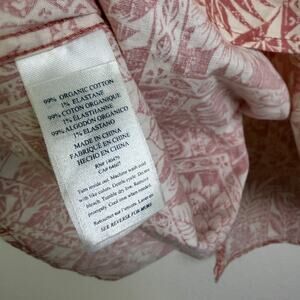 99% ORGANIC COTTON
1% ELASTANE
99% COTON ORGANIQUE
1% ÉLASTHANNE
99% ALGODÓN ORGÁNICO
1% ELASTANO
MADE IN CHINA
FABRIQUÉ EN CHINE
HECHO EN CHINA
Turn inside out. Machine wash cold
with like colors. Gentle cycle. Do not
bleach. Tumble dry low. Remove
promptly. Cool iron when needed.
SEE REVERSE FOR MORE